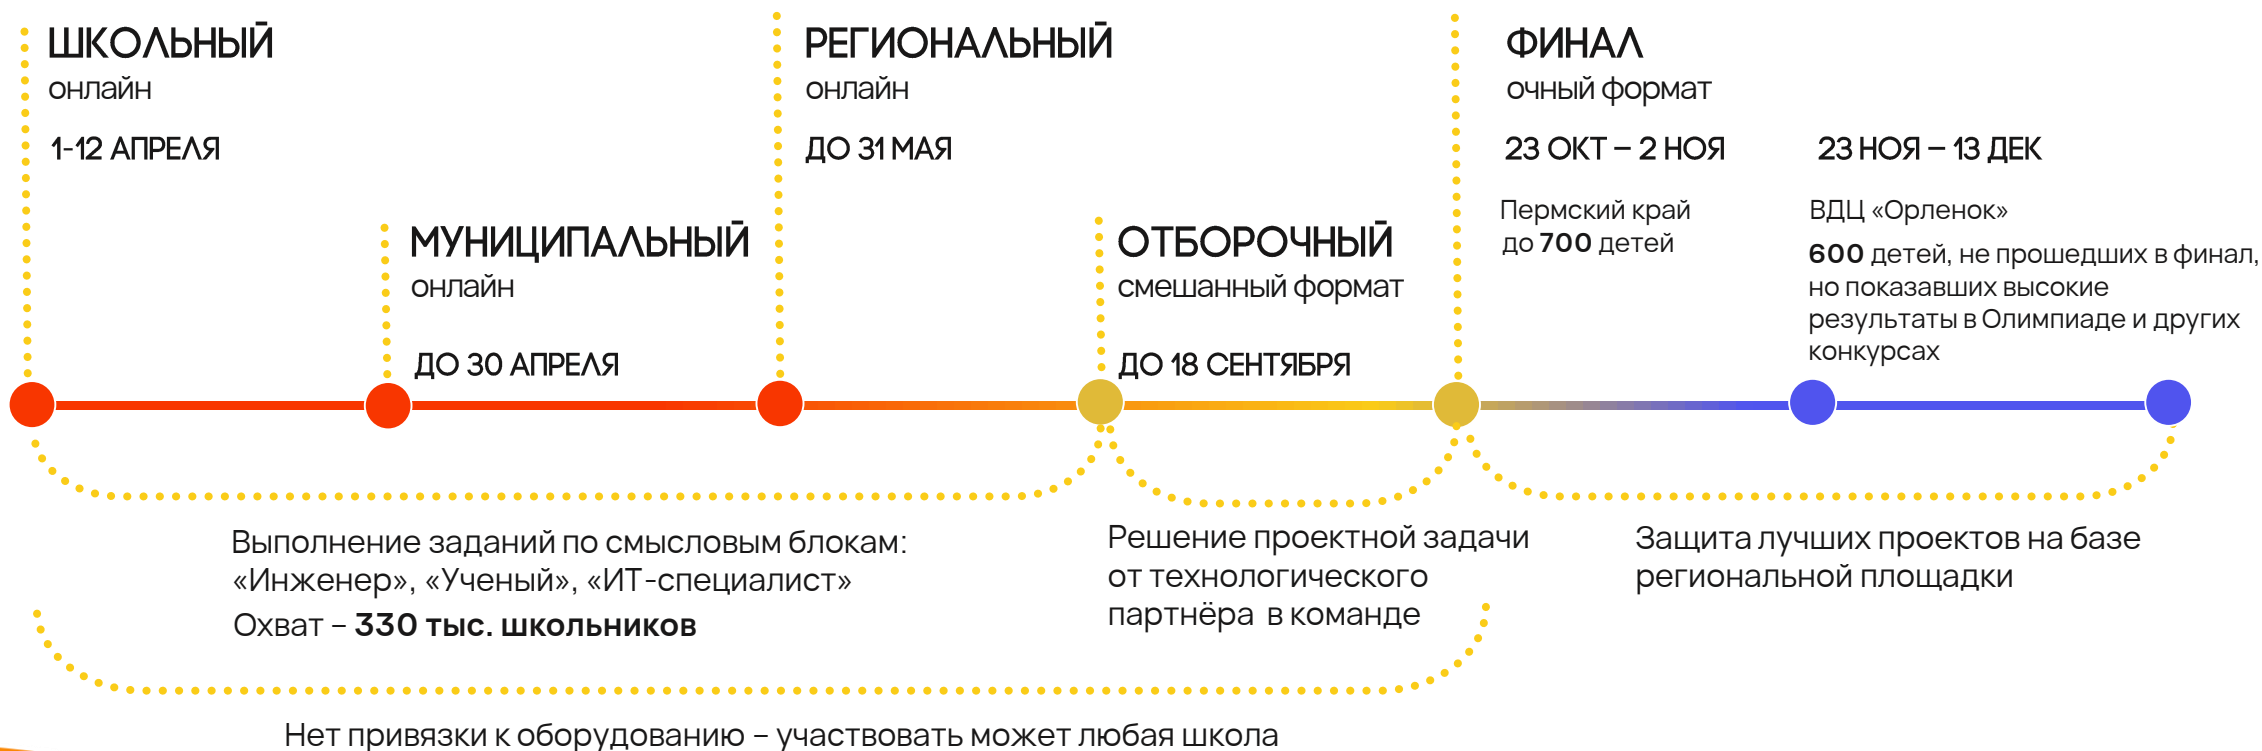 ШКОЛЬНЫЙ
онлайн
1-12 АПРЕЛЯ
МУНИЦИПАЛЬНЫЙ
онлайн
ДО 30 АПРЕЛЯ
РЕГИОНАЛЬНЫЙ
онлайн
ДО 31 МАЯ
ОТБОРОЧНЫЙ
смешанный формат
ДО 18 СЕНТЯБРЯ
ФИНАЛ
очный формат
23 ОКТ – 2 НОЯ
Пермский край
до 700 детей
23 НОЯ – 13 ДЕК
ВДЦ «Орленок»
600 детей, не прошедших в финал,
но показавших высокие
результаты в Олимпиаде и других
конкурсах
Выполнение заданий по смысловым блокам:
«Инженер», «Ученый», «ИТ-специалист»
Охват – 330 тыс. школьников
Решение проектной задачи
от технологического
партнёра в команде
Защита лучших проектов на базе
региональной площадки
Нет привязки к оборудованию – участвовать может любая школа